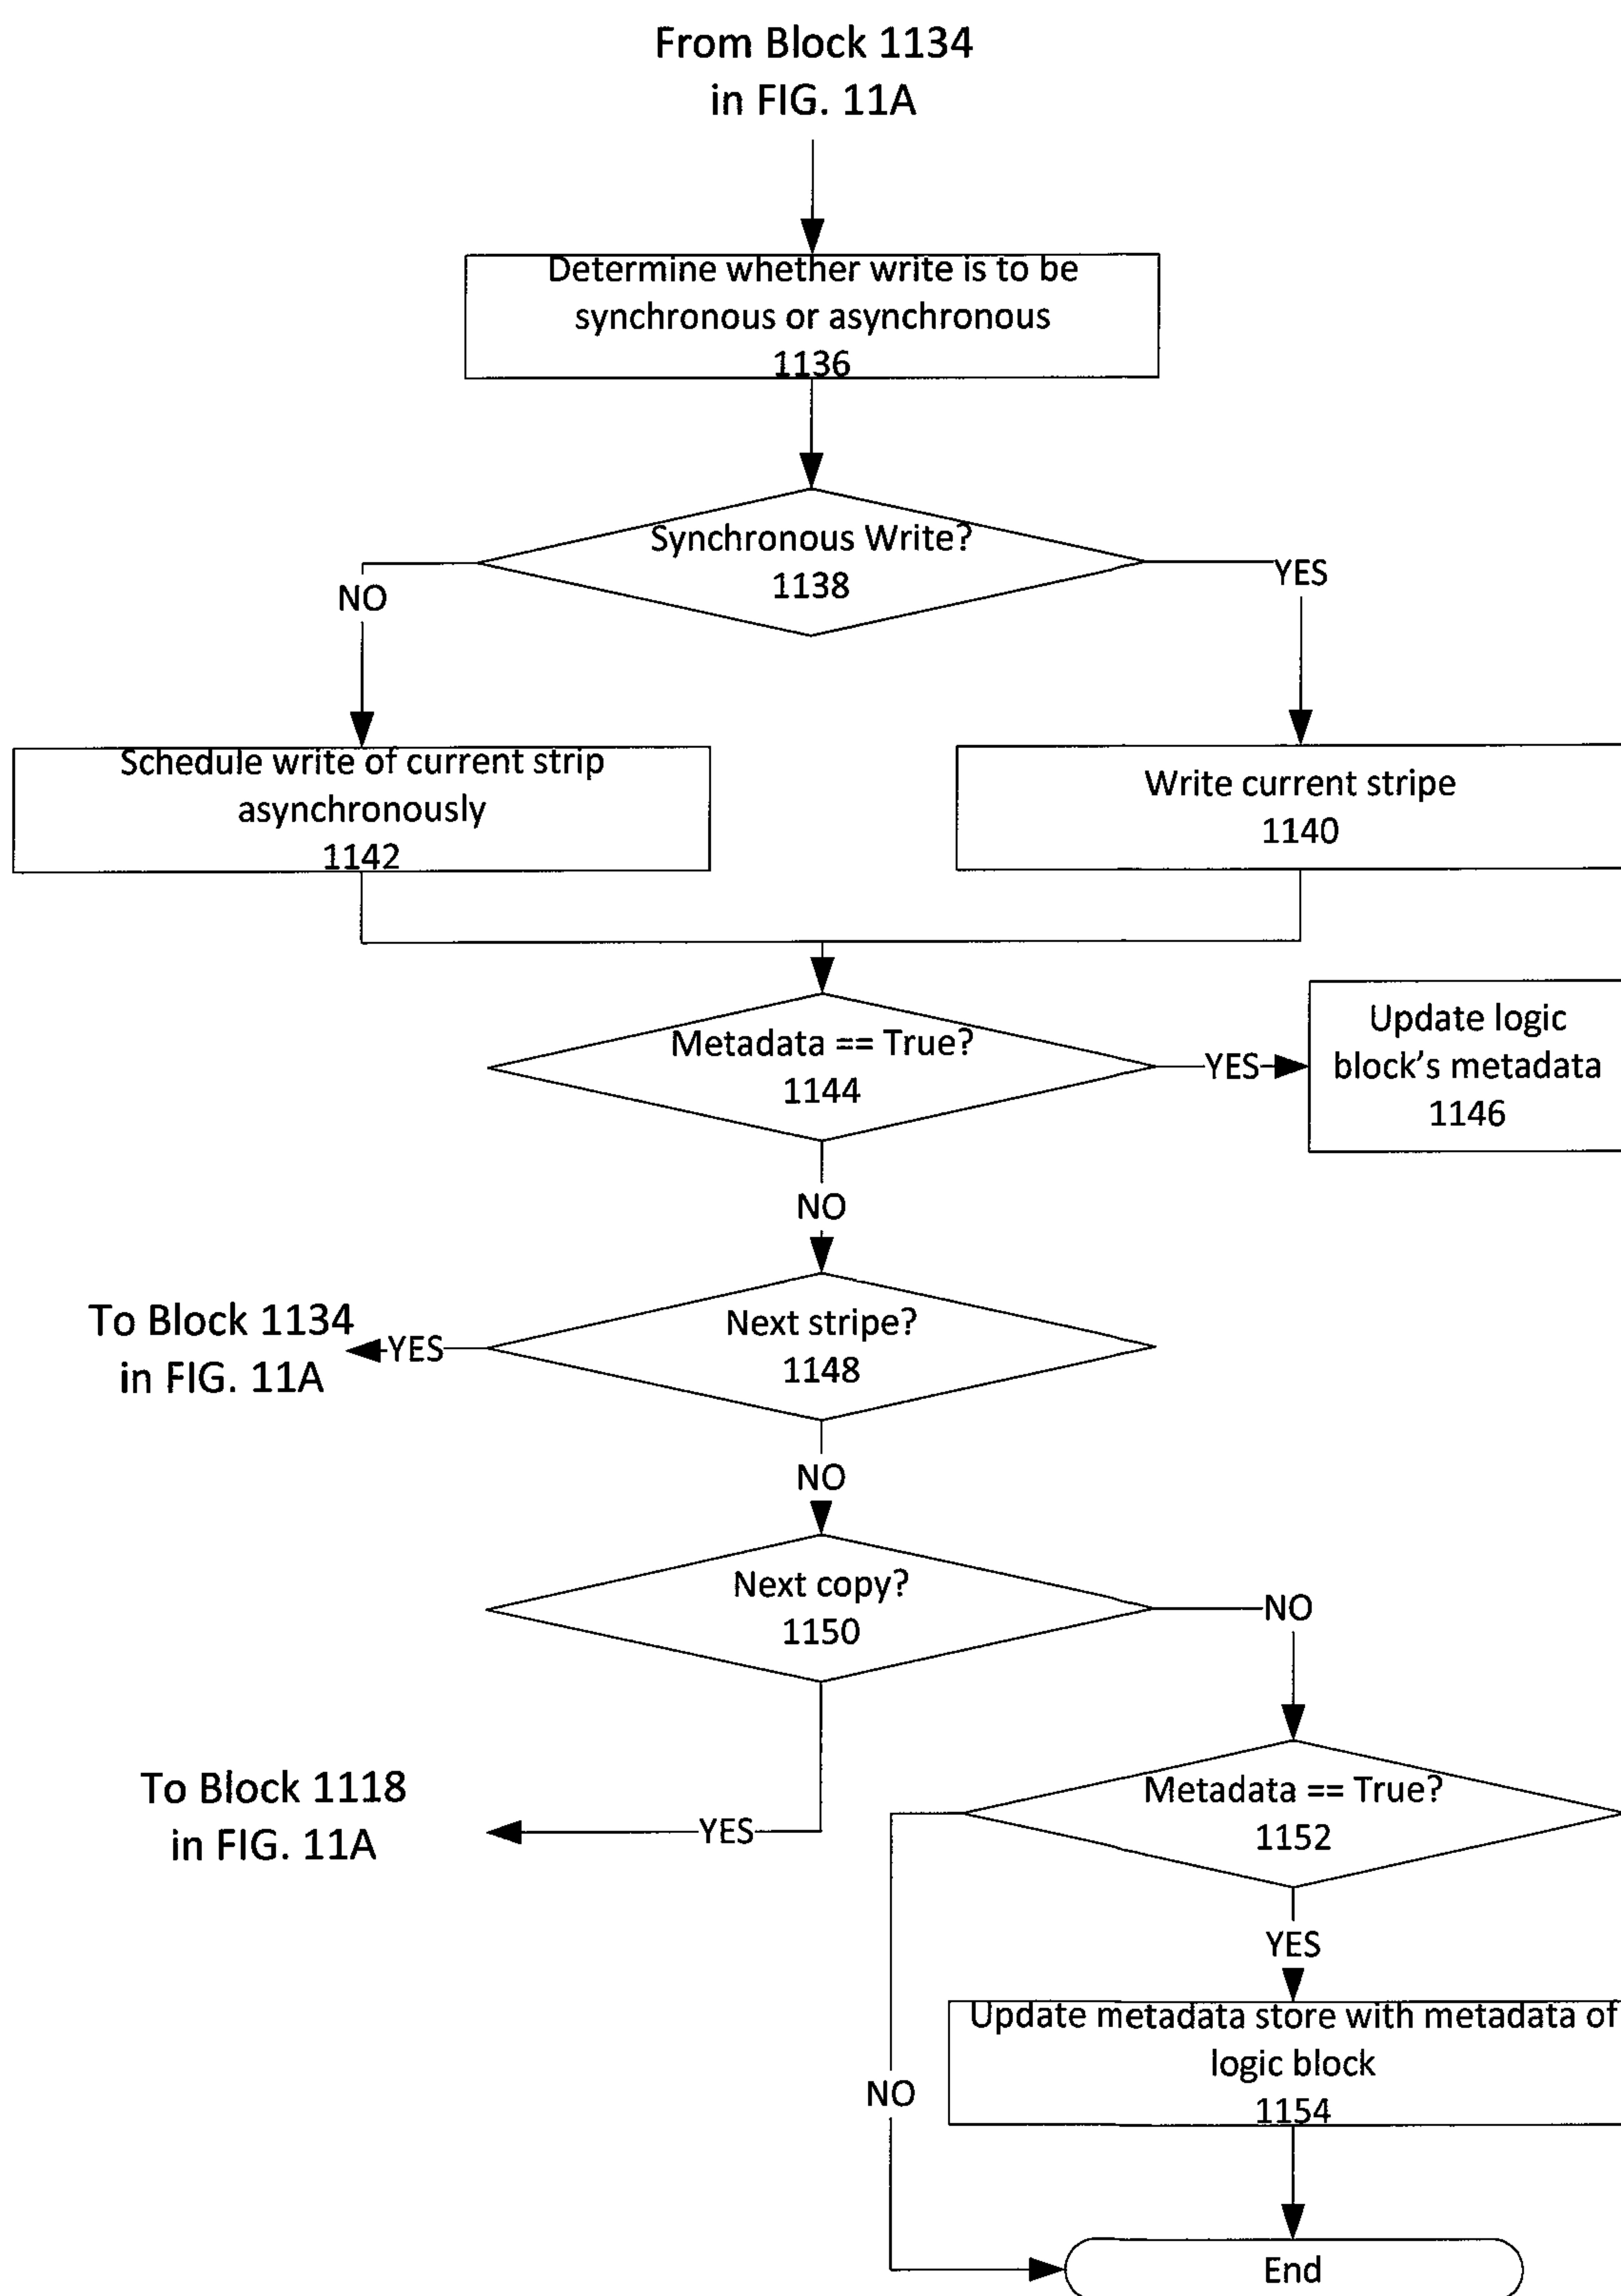 From Block 1134
in FIG. 11A
Determine whether write is to be
synchronous or asynchronous
1136
Synchronous Write?
1138
NO
YES
Schedule write of current strip
asynchronously
1142
Write current stripe
1140
Metadata == True?
1144
YES
Update logic
block's metadata
1146
NO
Next stripe?
1148
YES
To Block 1134
in FIG. 11A
NO
Next copy?
1150
NO
YES
To Block 1118
in FIG. 11A
Metadata == True?
1152
YES
NO
Update metadata store with metadata of
logic block
1154
End